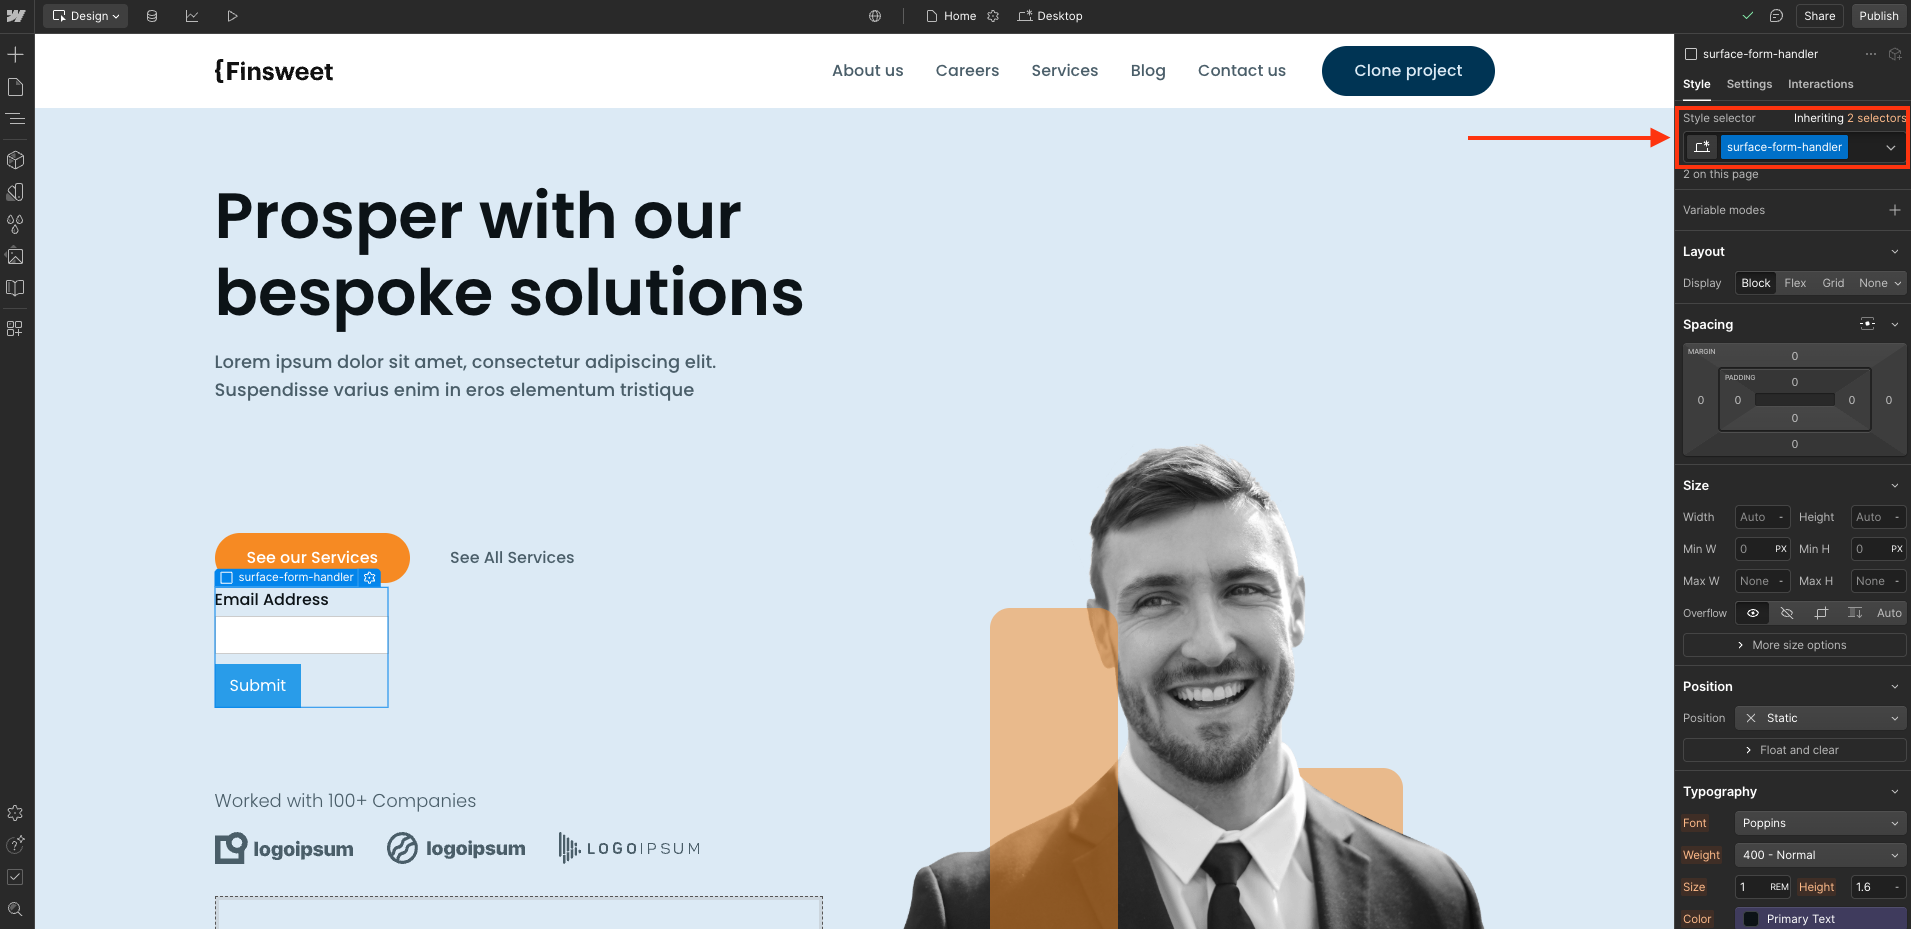 Design
Home
Desktop
Share
Publish
{Finsweet
About us
Careers
Services
Blog
Contact us
Clone project
Prosper with our
bespoke solutions
Lorem ipsum dolor sit amet, consectetur adipiscing elit.
Suspendisse varius enim in eros elementum tristique
See our Services
See All Services
surface-form-handler
Email Address
Submit
Worked with 100+ Companies
logoipsum
logoipsum
LOGOIPSUM
surface-form-handler
Style
Settings
Interactions
Style selector
Inheriting 2 selectors
surface-form-handler
2 on this page
Variable modes
Layout
Display
Block
Flex
Grid
None
Spacing
MARGIN
0
PADDING
0
0
0
0
0
0
0
Size
Width
Auto -
Height
Auto -
Min W
0 PX
Min H
0 PX
Max W
None -
Max H
None -
Overflow
Auto
More size options
Position
Position
Static
Float and clear
Typography
Font
Poppins
Weight
400 - Normal
Size
1 REM
Height
1.6 -
Color
Primary Text